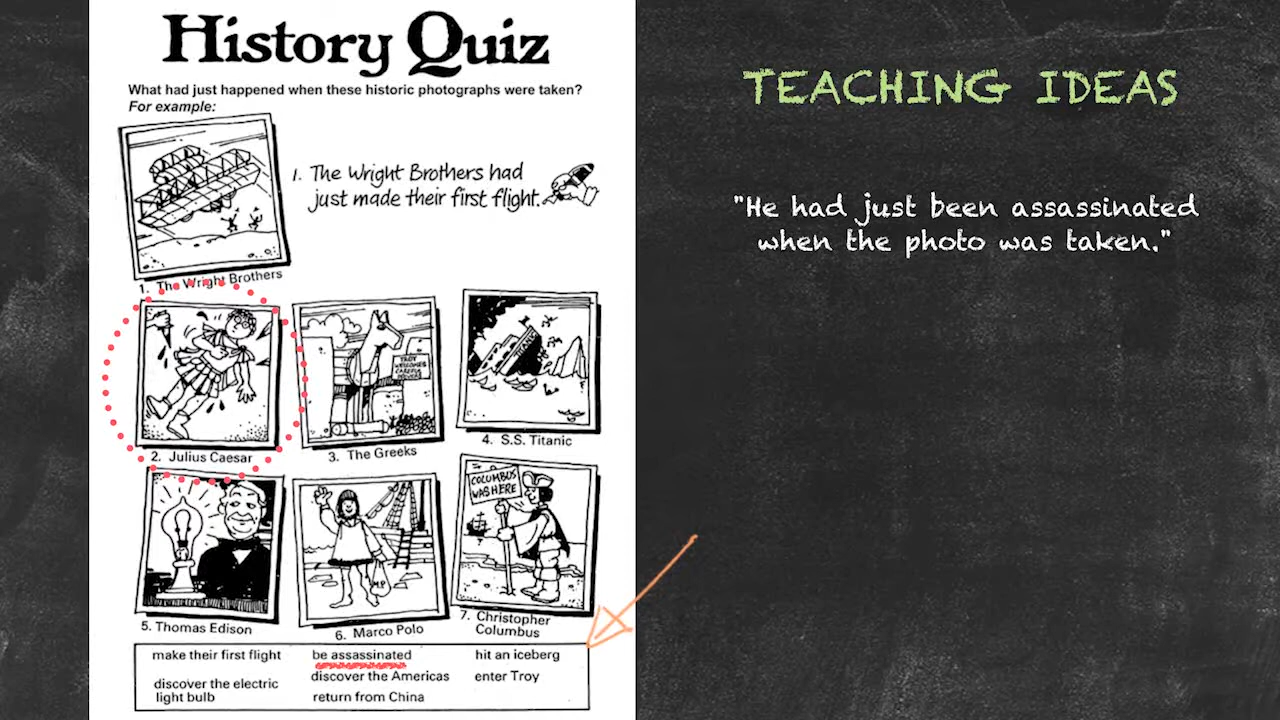 History Quiz
What had just happened when these historic photographs were taken?
For example:
1. The Wright Brothers had
just made their first flight.
1. The Wright Brothers
TROY
WELCOMES
CAREFUL
TITANIC
2. Julius Caesar
3. The Greeks
4. S.S. Titanic
COLUMBUS
WAS HERE
M.P.
5. Thomas Edison
6. Marco Polo
7. Christopher
Columbus
make their first flight
be assassinated
hit an iceberg
discover the electric
light bulb
discover the Americas
enter Troy
return from China
TEACHING IDEAS
"He had just been assassinated
when the photo was taken."